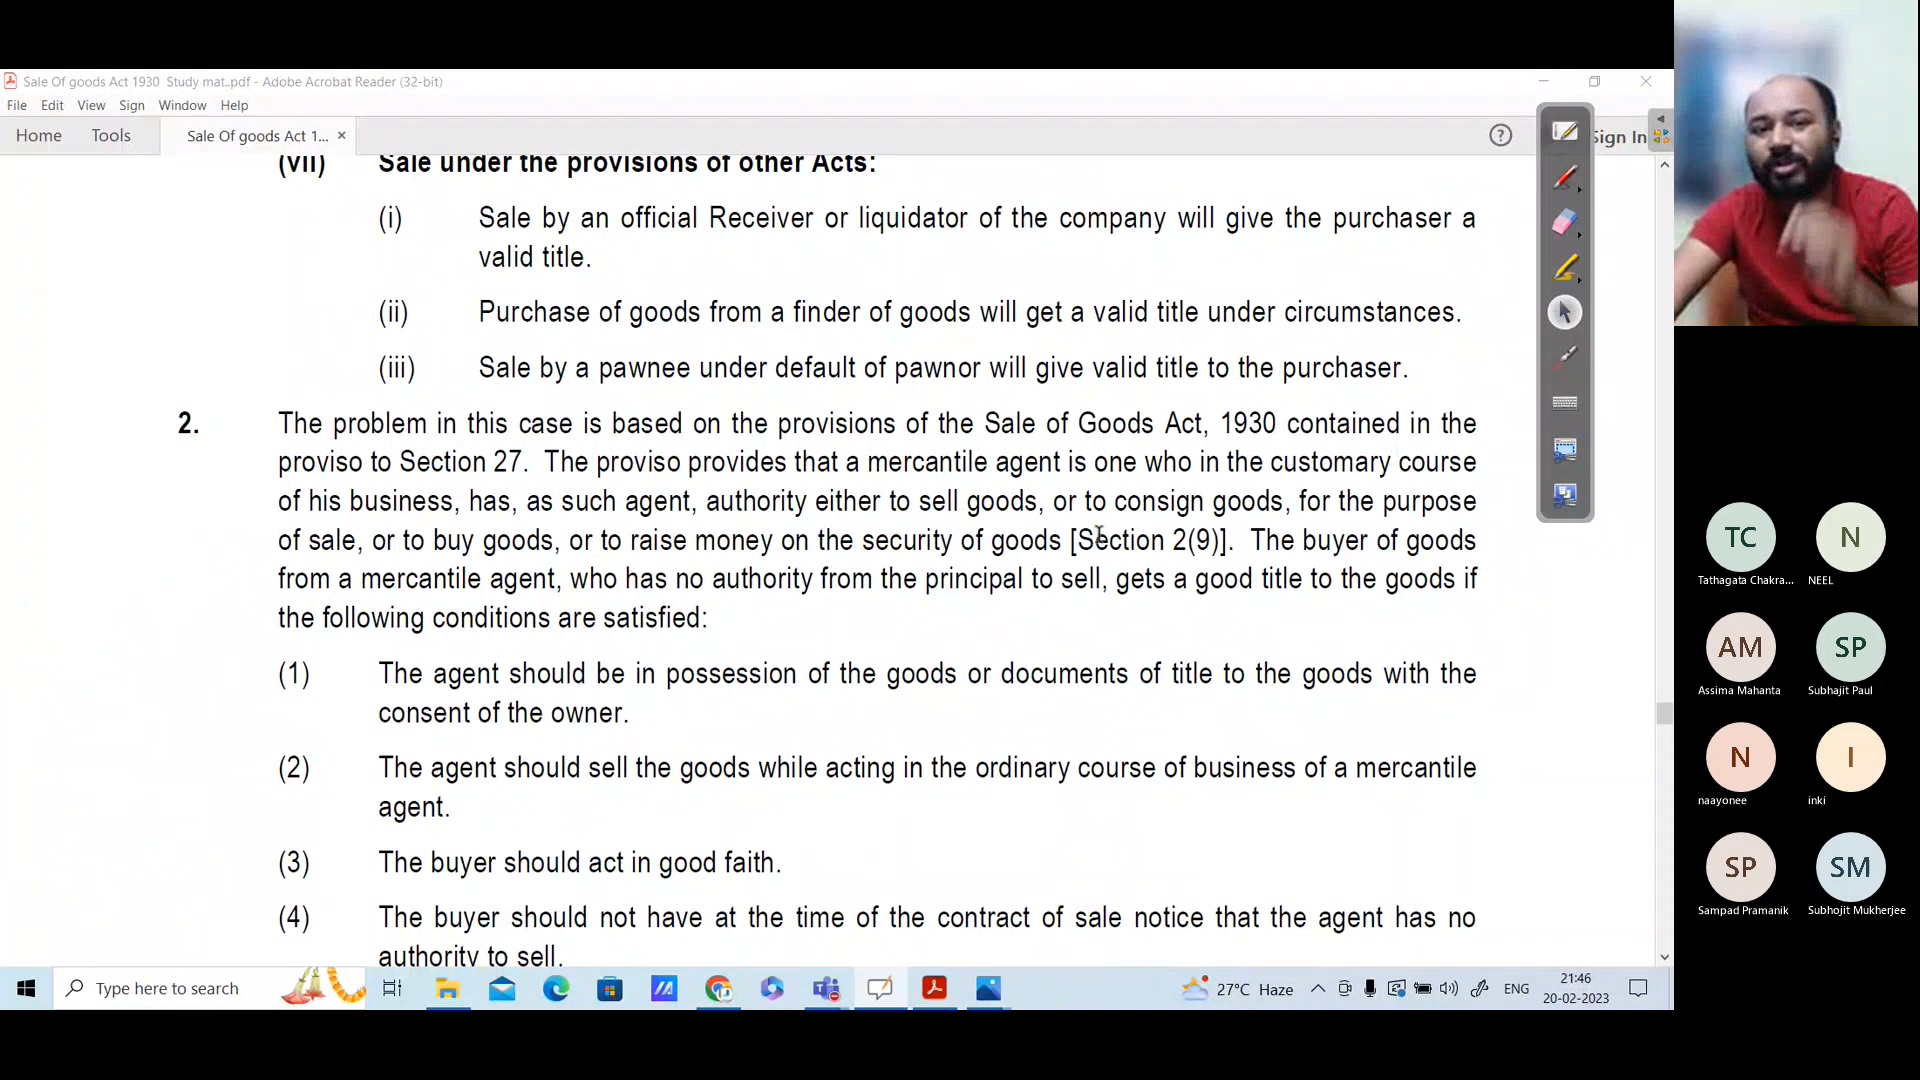 Sale Of goods Act 1930 Study mat..pdf - Adobe Acrobat Reader (32-bit)
File Edit View Sign Window Help
Home Tools Sale Of goods Act 1... ×
Sign In
(vii) Sale under the provisions of other Acts:
(i) Sale by an official Receiver or liquidator of the company will give the purchaser a
valid title.
(ii) Purchase of goods from a finder of goods will get a valid title under circumstances.
(iii) Sale by a pawnee under default of pawnor will give valid title to the purchaser.
2. The problem in this case is based on the provisions of the Sale of Goods Act, 1930 contained in the
proviso to Section 27. The proviso provides that a mercantile agent is one who in the customary course
of his business, has, as such agent, authority either to sell goods, or to consign goods, for the purpose
of sale, or to buy goods, or to raise money on the security of goods [Section 2(9)]. The buyer of goods
from a mercantile agent, who has no authority from the principal to sell, gets a good title to the goods if
the following conditions are satisfied:
(1) The agent should be in possession of the goods or documents of title to the goods with the
consent of the owner.
(2) The agent should sell the goods while acting in the ordinary course of business of a mercantile
agent.
(3) The buyer should act in good faith.
(4) The buyer should not have at the time of the contract of sale notice that the agent has no
authority to sell.
TC N
Tathagata Chakra... NEEL
AM SP
Assima Mahanta Subhajit Paul
N I
naayonee inki
SP SM
Sampad Pramanik Subhojit Mukherjee
Type here to search
27°C Haze
ENG
21:46
20-02-2023